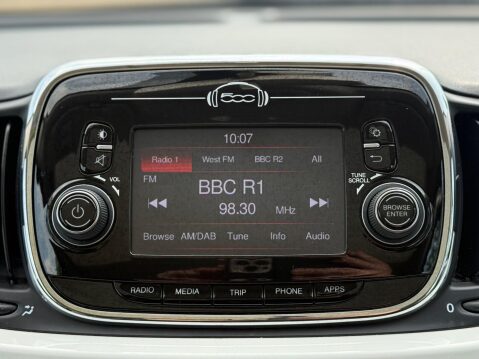 500
10:07
Radio 1 West FM BBC R2 All
FM
VOL
TUNE
SCROLL
BBC R1
98.30 MHz
BROWSE
ENTER
Browse AM/DAB Tune Info Audio
RADIO MEDIA TRIP PHONE APPS
0